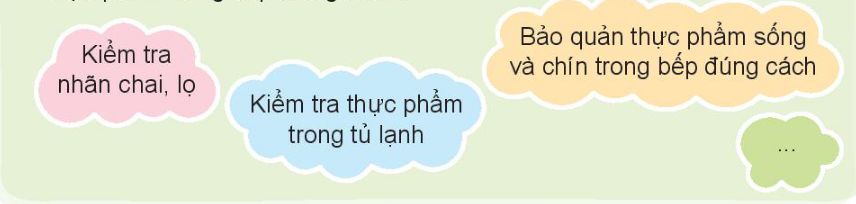 Kiểm tra
nhãn chai, lọ
Kiểm tra thực phẩm
trong tủ lạnh
Bảo quản thực phẩm sống
và chín trong bếp đúng cách
...